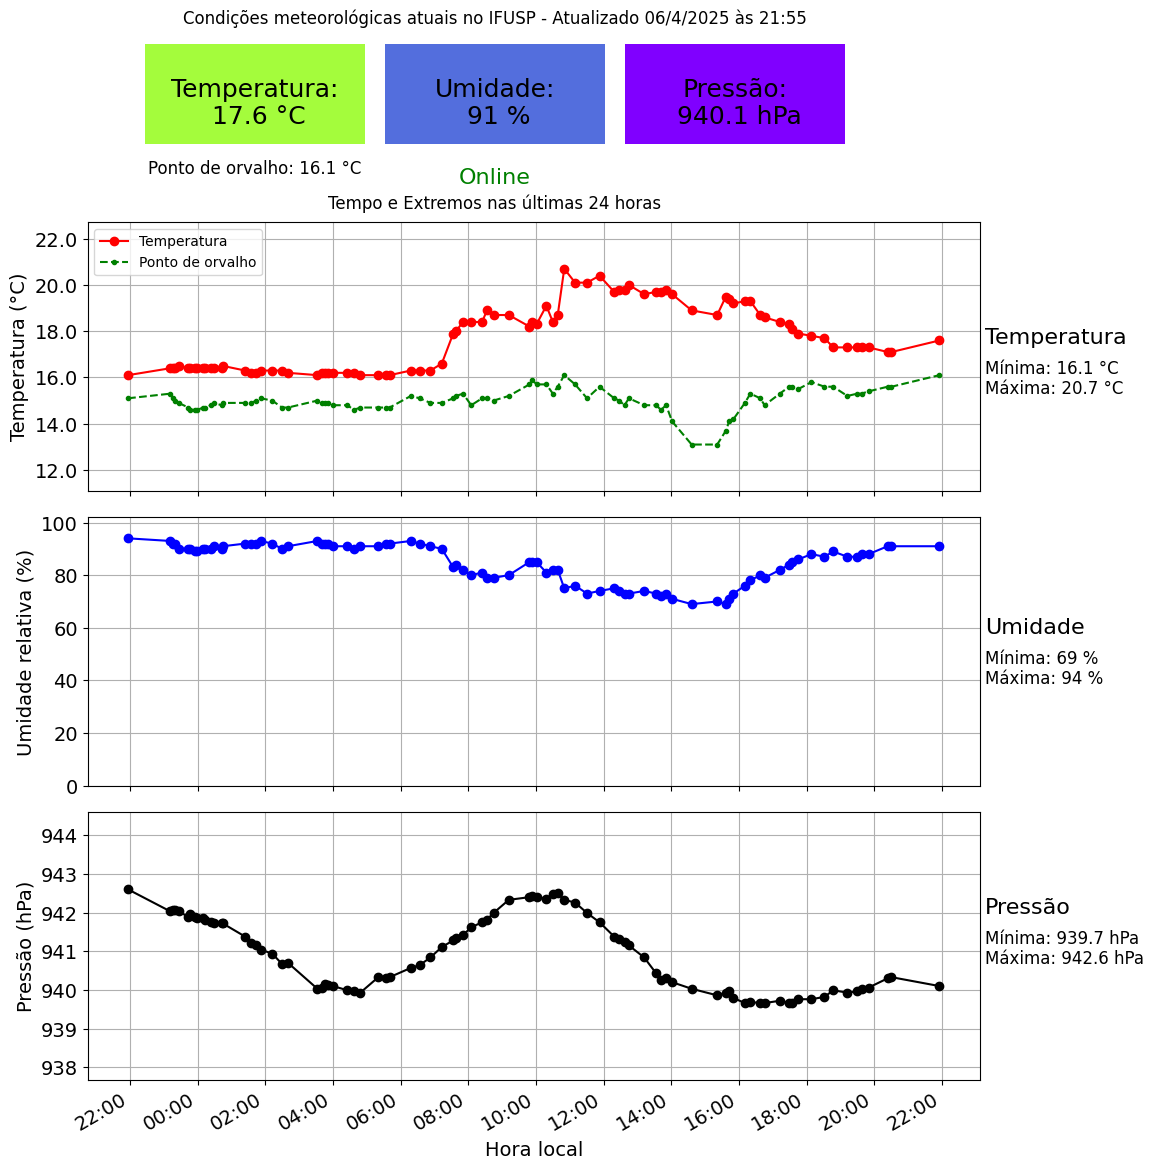 Condições meteorológicas atuais no IFUSP - Atualizado 06/4/2025 às 21:55
Temperatura:
17.6 °C
Umidade:
91 %
Pressão:
940.1 hPa
Ponto de orvalho: 16.1 °C
Online
Tempo e Extremos nas últimas 24 horas
Temperatura (°C)
22.0
20.0
18.0
16.0
14.0
12.0
Temperatura
Ponto de orvalho
Temperatura
Mínima: 16.1 °C
Máxima: 20.7 °C
Umidade relativa (%)
100
80
60
40
20
0
Umidade
Mínima: 69 %
Máxima: 94 %
Pressão (hPa)
944
943
942
941
940
939
938
Pressão
Mínima: 939.7 hPa
Máxima: 942.6 hPa
22:00 00:00 02:00 04:00 06:00 08:00 10:00 12:00 14:00 16:00 18:00 20:00 22:00
Hora local